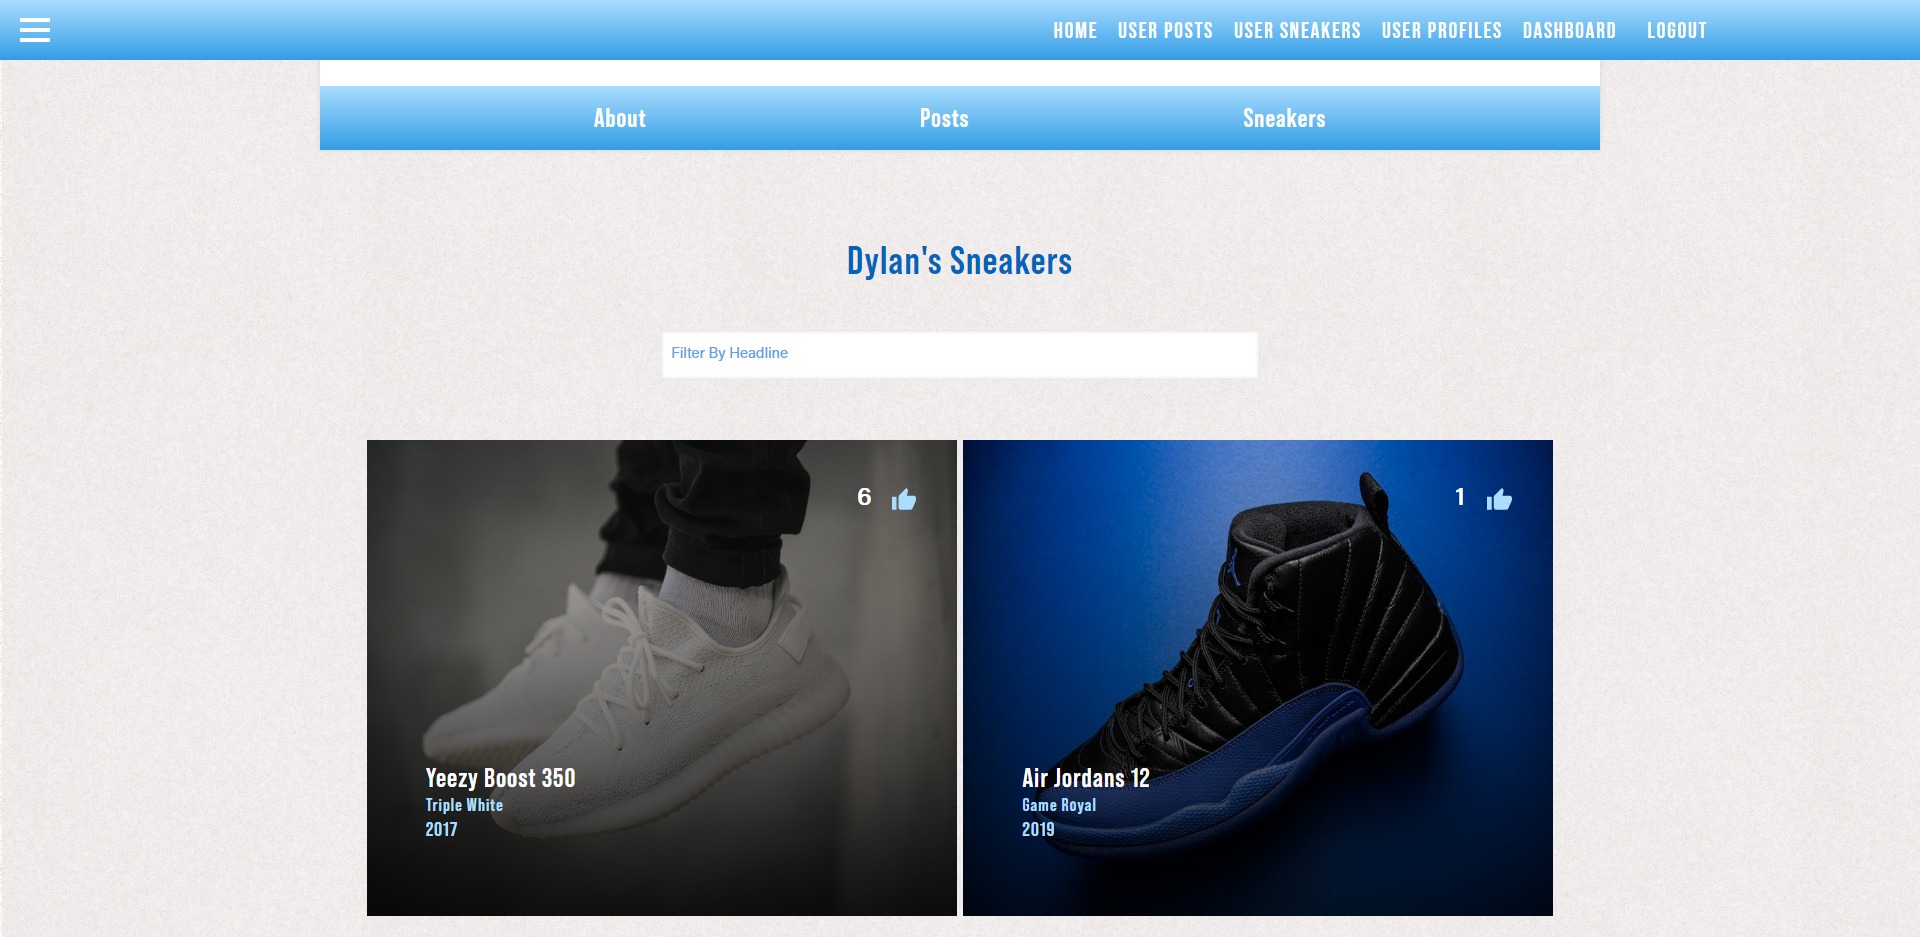 HOME USER POSTS USER SNEAKERS USER PROFILES DASHBOARD LOGOUT
About Posts Sneakers
Dylan's Sneakers
Filter By Headline
6
Yeezy Boost 350
Triple White
2017
1
Air Jordans 12
Game Royal
2019